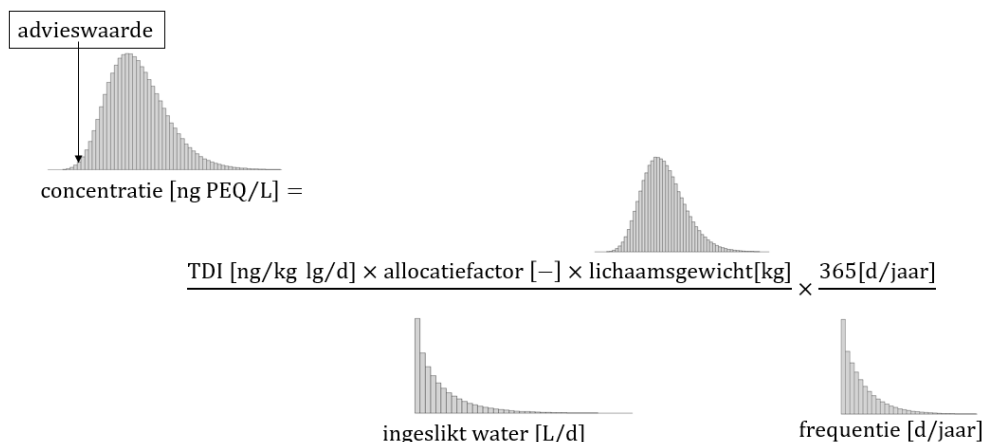 advieswaarde
concentratie [ng PEQ/L] =
TDI [ng/kg lg/d] × allocatiefactor [−] × lichaamsgewicht[kg] × 365[d/jaar]
ingeslikt water [L/d] frequentie [d/jaar]